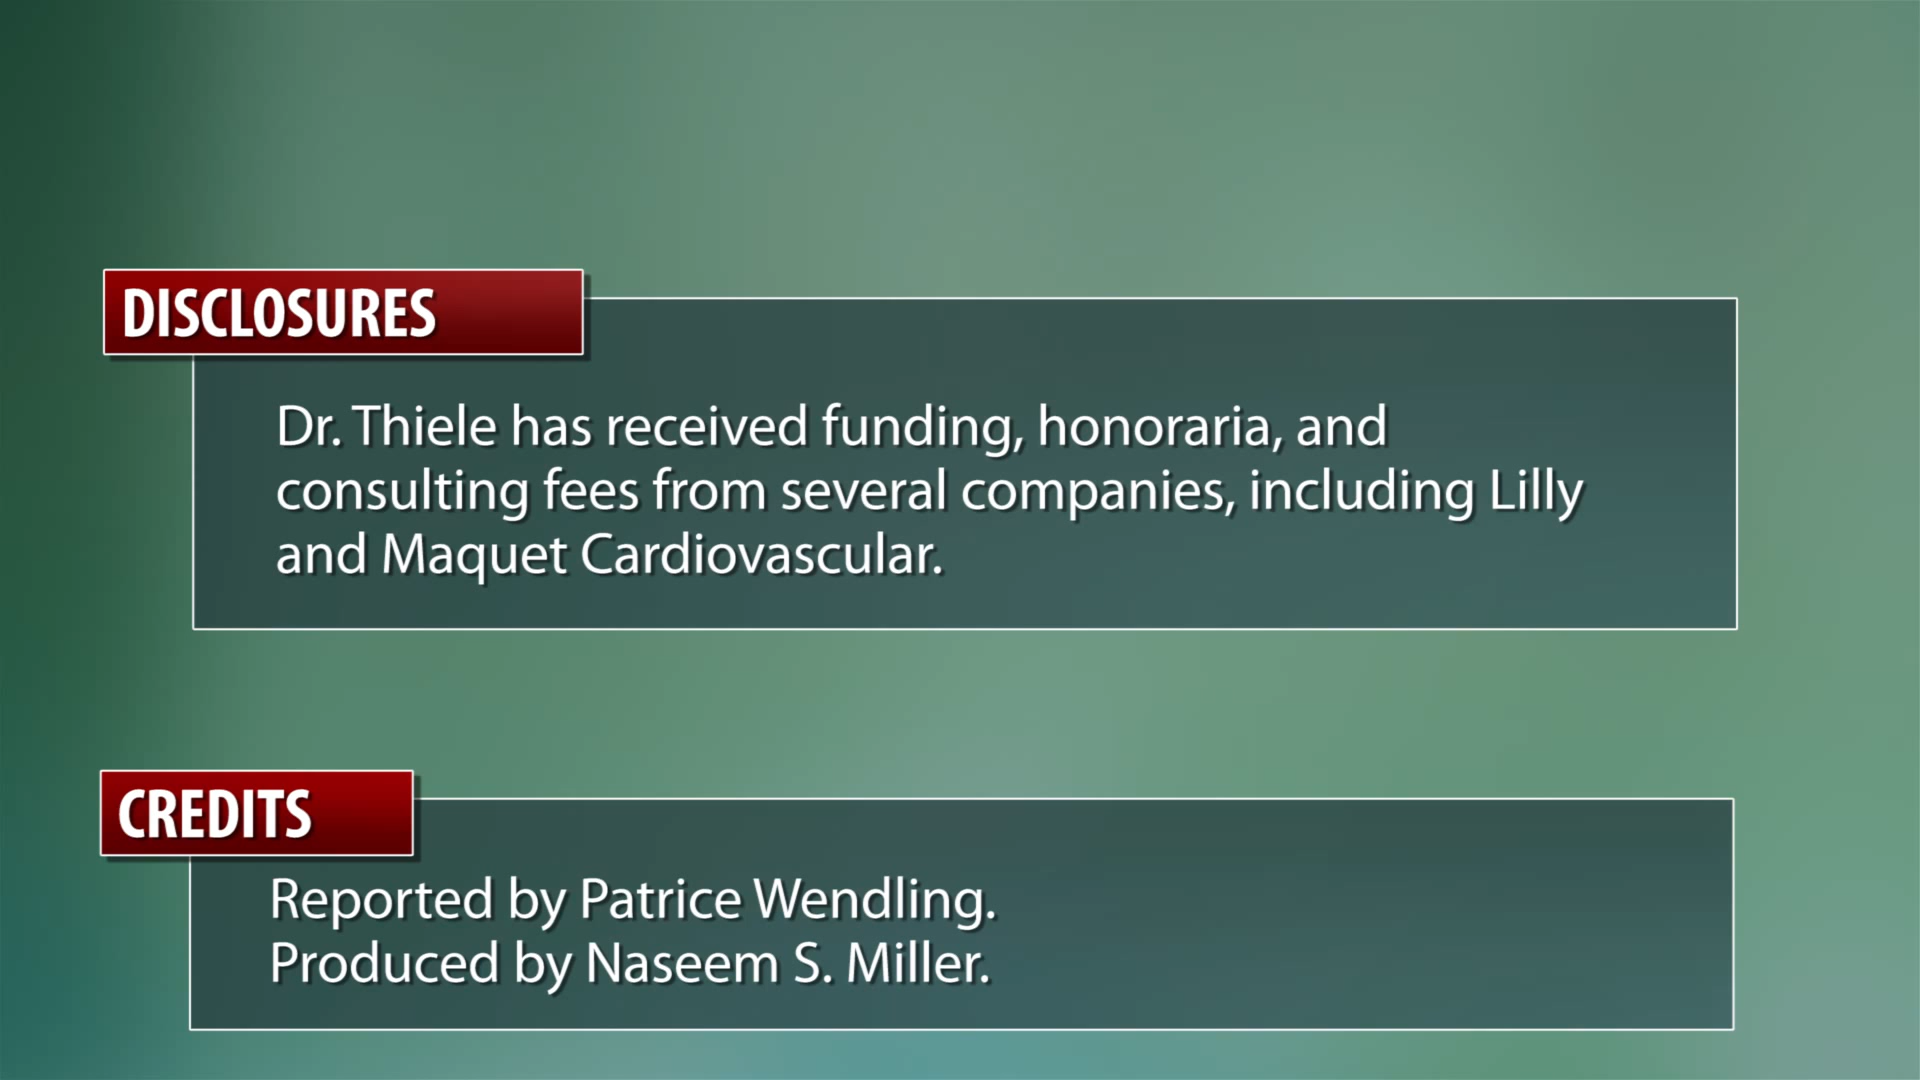 DISCLOSURES
Dr. Thiele has received funding, honoraria, and
consulting fees from several companies, including Lilly
and Maquet Cardiovascular.
CREDITS
Reported by Patrice Wendling.
Produced by Naseem S. Miller.